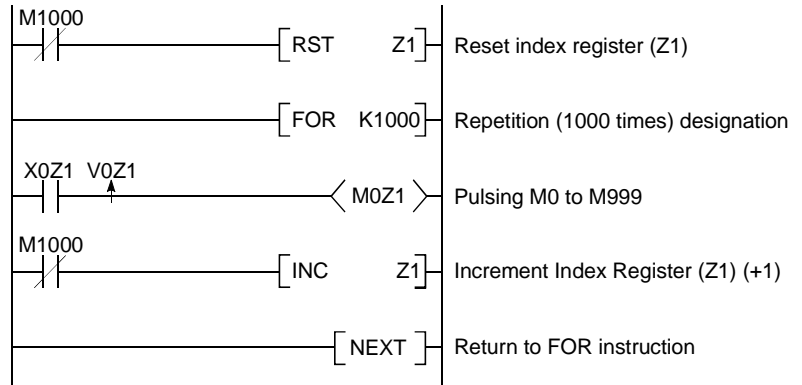 M1000
RST Z1 Reset index register (Z1)
FOR K1000 Repetition (1000 times) designation
X0Z1 V0Z1
M0Z1 Pulsing M0 to M999
M1000
INC Z1 Increment Index Register (Z1) (+1)
NEXT Return to FOR instruction